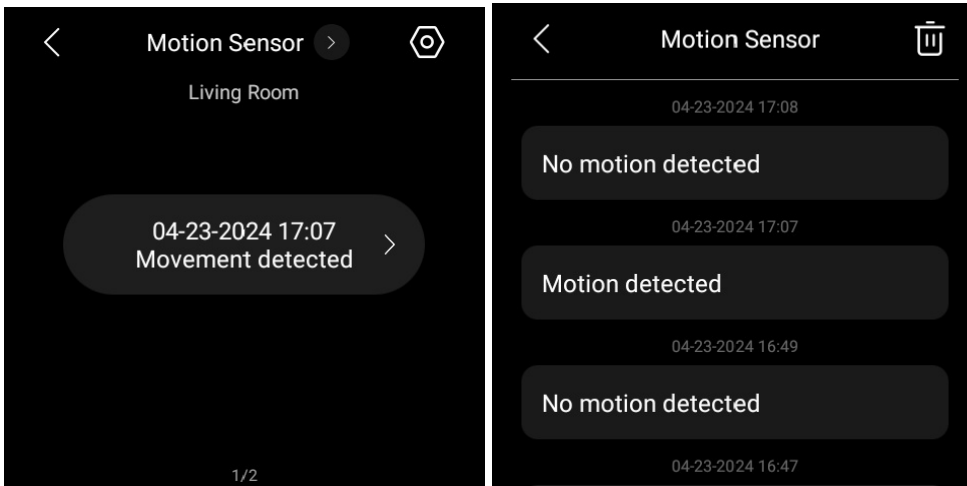 Motion Sensor
Living Room
04-23-2024 17:07
Movement detected
1/2
Motion Sensor
04-23-2024 17:08
No motion detected
04-23-2024 17:07
Motion detected
04-23-2024 16:49
No motion detected
04-23-2024 16:47